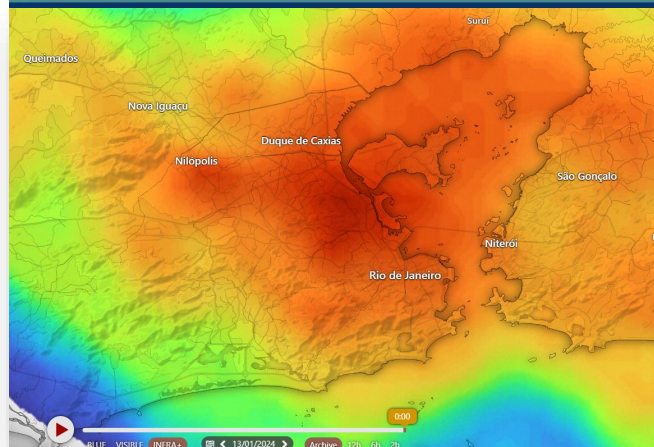 Suruí
Queimados
Nova Iguaçu
Duque de Caxias
Nilópolis
São Gonçalo
Niterói
Rio de Janeiro
0:00
BLUE VISIBLE INFRA+ 13/01/2024 Archive 12h 6h 2h